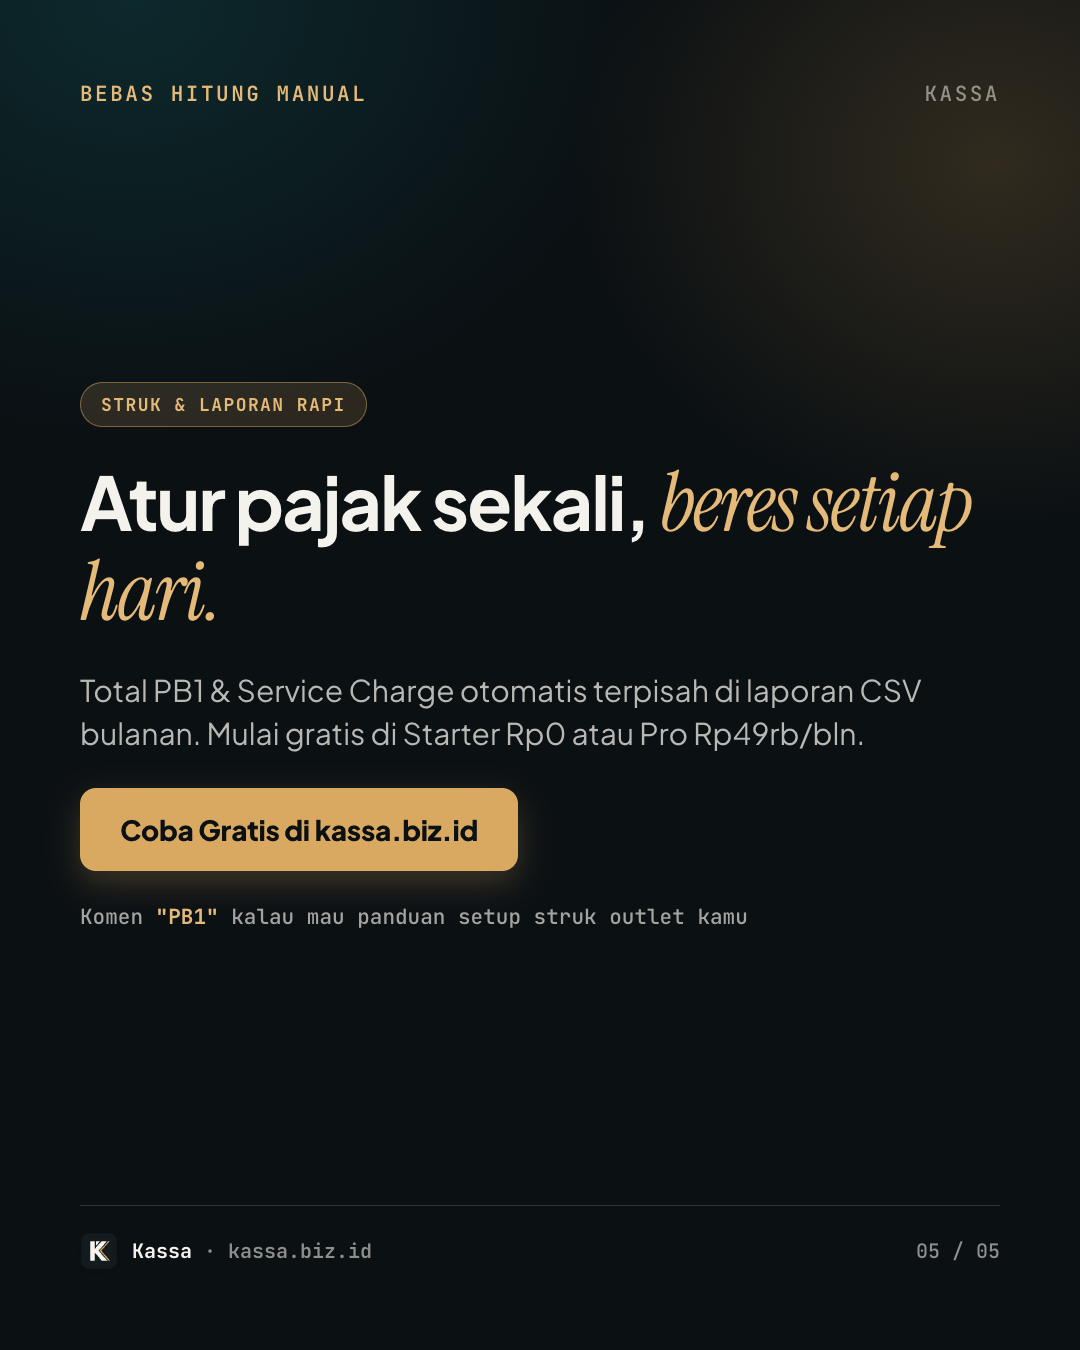 BEBAS HITUNG MANUAL
KASSA
STRUK & LAPORAN RAPI
Atur pajak sekali, beres setiap
hari.
Total PB1 & Service Charge otomatis terpisah di laporan CSV
bulanan. Mulai gratis di Starter Rp0 atau Pro Rp49rb/bln.
Coba Gratis di kassa.biz.id
Komen "PB1" kalau mau panduan setup struk outlet kamu
K Kassa · kassa.biz.id
05 / 05